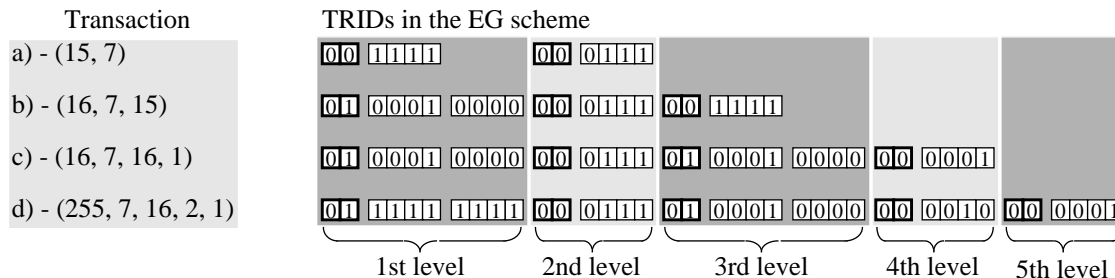 Transaction TRIDs in the EG scheme
a) - (15, 7) 00 1111 00 0111
b) - (16, 7, 15) 01 0001 0000 00 0111 00 1111
c) - (16, 7, 16, 1) 01 0001 0000 00 0111 01 0001 0000 00 0001
d) - (255, 7, 16, 2, 1) 01 1111 1111 00 0111 01 0001 0000 00 0010 00 0001
1st level 2nd level 3rd level 4th level 5th level